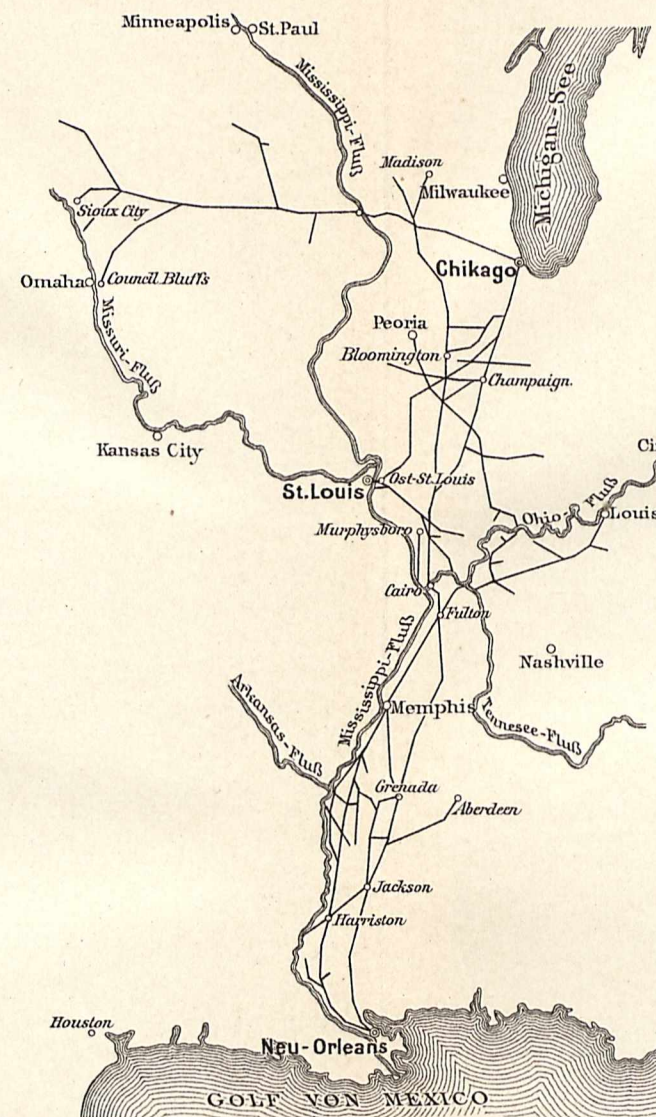 Minneapolis
St.Paul
Mississippi-Fluß
Michigan-See
Madison
Milwaukee
Sioux City
Chikago
Omaha
Council Bluffs
Missuri-Fluß
Peoria
Bloomington
Champaign.
Kansas City
Ci
St.Louis
Ost-St.Louis
Ohio-Fluß
Louis
Murphysboro
Cairo
Fulton
Mississippi-Fluß
Nashville
Arkansas-Fluß
Memphis
Tennesee-Fluß
Grenada
Aberdeen
Jackson
Harriston
Houston
Neu-Orleans
GOLF VON MEXICO